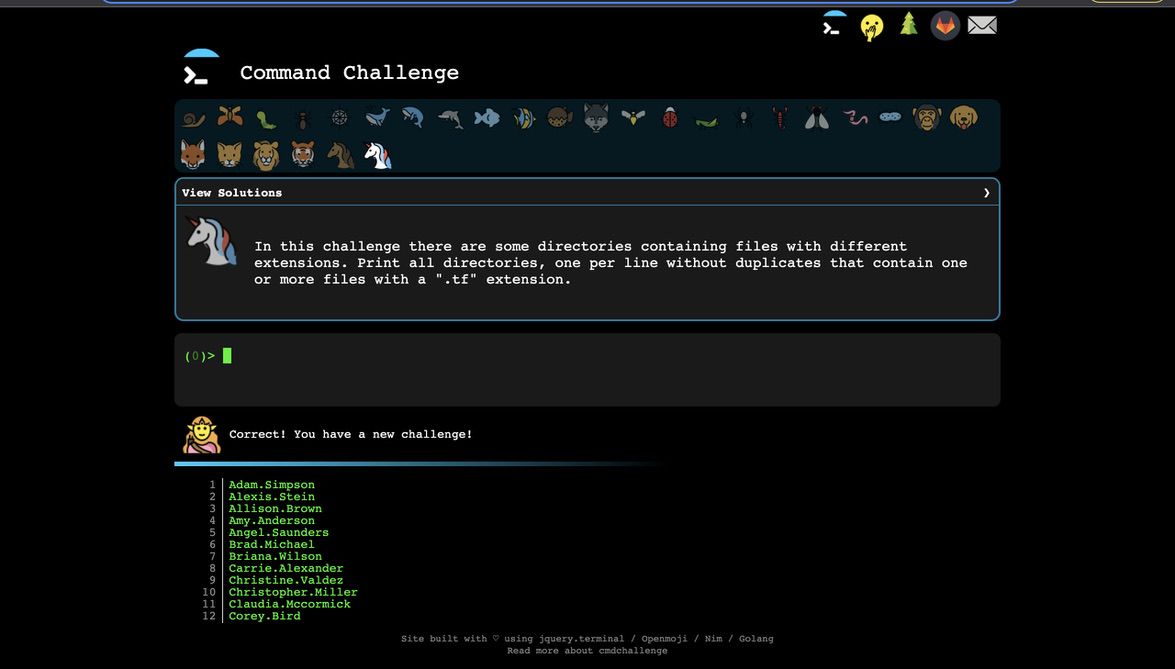 Command Challenge
View Solutions ❯
In this challenge there are some directories containing files with different
extensions. Print all directories, one per line without duplicates that contain one
or more files with a ".tf" extension.
(0)>
Correct! You have a new challenge!
1 Adam.Simpson
2 Alexis.Stein
3 Allison.Brown
4 Amy.Anderson
5 Angel.Saunders
6 Brad.Michael
7 Briana.Wilson
8 Carrie.Alexander
9 Christine.Valdez
10 Christopher.Miller
11 Claudia.Mccormick
12 Corey.Bird
Site built with ♡ using jquery.terminal / Openmoji / Nim / Golang
Read more about cmdchallenge